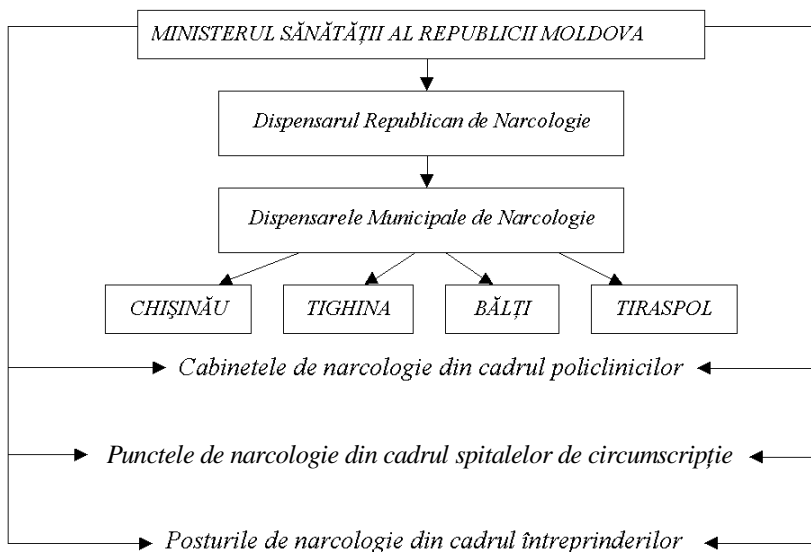 MINISTERUL SĂNĂTĂȚII AL REPUBLICII MOLDOVA
Dispensarul Republican de Narcologie
Dispensarele Municipale de Narcologie
CHIŞINĂU TIGHINA BĂLȚI TIRASPOL
Cabinetele de narcologie din cadrul policlinicilor
Punctele de narcologie din cadrul spitalelor de circumscripție
Posturile de narcologie din cadrul întreprinderilor